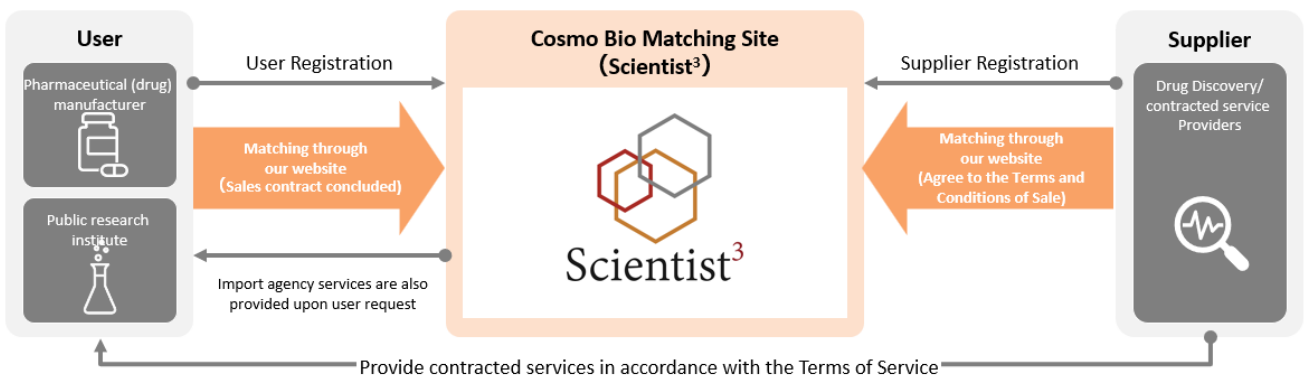 User
Pharmaceutical (drug)
manufacturer
Public research
institute
User Registration
Matching through
our website
(Sales contract concluded)
Import agency services are also
provided upon user request
Cosmo Bio Matching Site
(Scientist³)
Scientist³
Supplier Registration
Matching through
our website
(Agree to the Terms and
Conditions of Sale)
Supplier
Drug Discovery/
contracted service
Providers
Provide contracted services in accordance with the Terms of Service